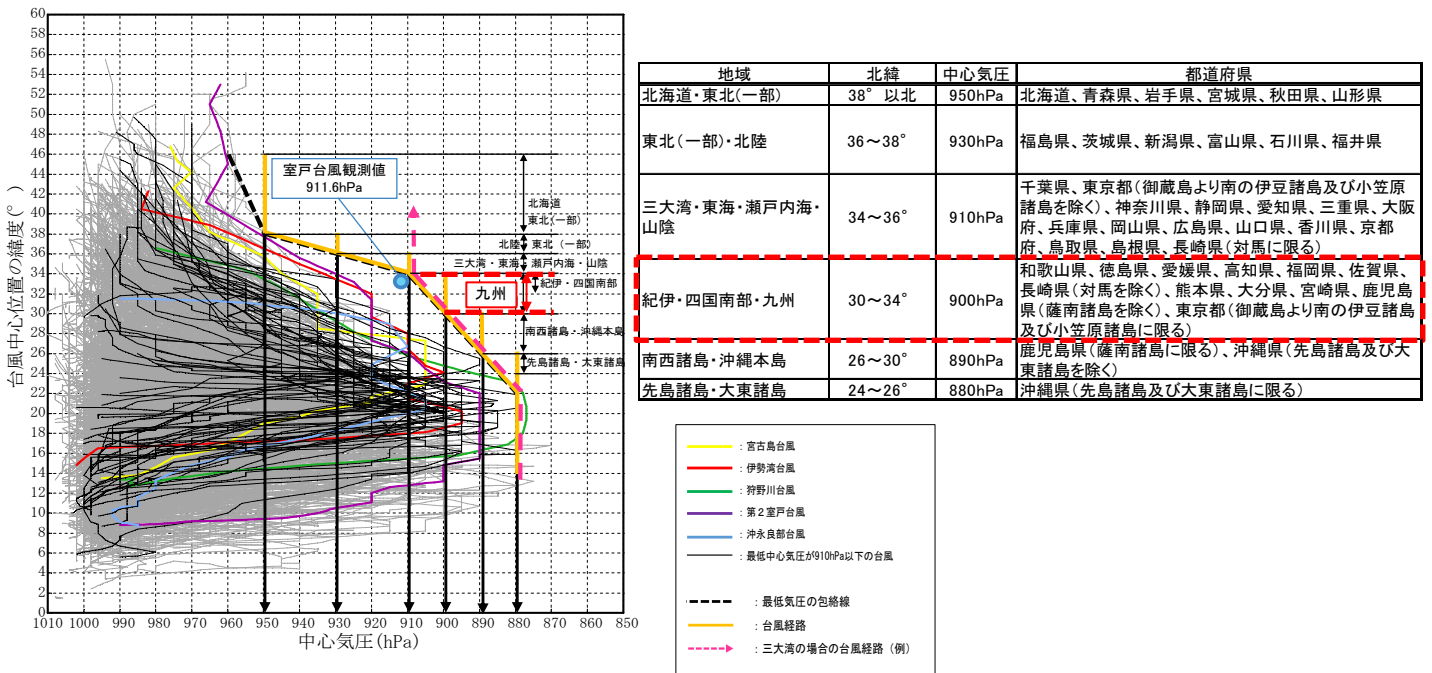 台風中心位置の緯度(°)
60
58
56
54
52
50
48
46
44
42
40
38
36
34
32
30
28
26
24
22
20
18
16
14
12
10
8
6
4
2
0
1010 1000 990 980 970 960 950 940 930 920 910 900 890 880 870 860 850
中心気圧(hPa)
室戸台風観測値
911.6hPa
北海道
東北(一部)
北陸・東北(一部)
三大湾・東海・瀬戸内海・山陰
紀伊・四国南部
九州
南西諸島・沖縄本島
先島諸島・大東諸島
地域 北緯 中心気圧 都道府県
北海道・東北(一部) 38°以北 950hPa 北海道、青森県、岩手県、宮城県、秋田県、山形県
東北(一部)・北陸 36～38° 930hPa 福島県、茨城県、新潟県、富山県、石川県、福井県
三大湾・東海・瀬戸内海・
山陰
34～36° 910hPa
千葉県、東京都(御蔵島より南の伊豆諸島及び小笠原
諸島を除く)、神奈川県、静岡県、愛知県、三重県、大阪
府、兵庫県、岡山県、広島県、山口県、香川県、京都
府、鳥取県、島根県、長崎県(対馬に限る)
紀伊・四国南部・九州 30～34° 900hPa
和歌山県、徳島県、愛媛県、高知県、福岡県、佐賀県、
長崎県(対馬を除く)、熊本県、大分県、宮崎県、鹿児島
県(薩南諸島を除く)、東京都(御蔵島より南の伊豆諸島
及び小笠原諸島に限る)
南西諸島・沖縄本島 26～30° 890hPa
鹿児島県(薩南諸島に限る)、沖縄県(先島諸島及び大
東諸島を除く)
先島諸島・大東諸島 24～26° 880hPa 沖縄県(先島諸島及び大東諸島に限る)
：宮古島台風
：伊勢湾台風
：狩野川台風
：第２室戸台風
：沖永良部台風
：最低中心気圧が910hPa以下の台風
：最低気圧の包絡線
：台風経路
：三大湾の場合の台風経路（例）